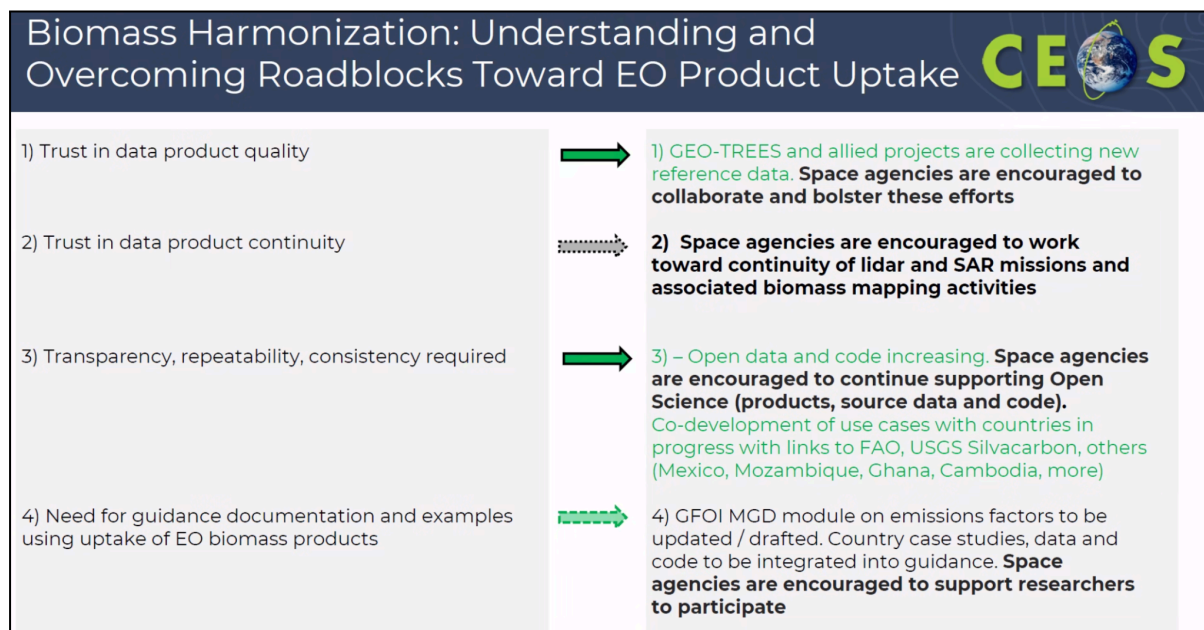 Biomass Harmonization: Understanding and
Overcoming Roadblocks Toward EO Product Uptake
CEOS
1) Trust in data product quality
1) GEO-TREES and allied projects are collecting new
reference data. Space agencies are encouraged to
collaborate and bolster these efforts
2) Trust in data product continuity
2) Space agencies are encouraged to work
toward continuity of lidar and SAR missions and
associated biomass mapping activities
3) Transparency, repeatability, consistency required
3) – Open data and code increasing. Space agencies
are encouraged to continue supporting Open
Science (products, source data and code).
Co-development of use cases with countries in
progress with links to FAO, USGS Silvacarbon, others
(Mexico, Mozambique, Ghana, Cambodia, more)
4) Need for guidance documentation and examples
using uptake of EO biomass products
4) GFOI MGD module on emissions factors to be
updated / drafted. Country case studies, data and
code to be integrated into guidance. Space
agencies are encouraged to support researchers
to participate